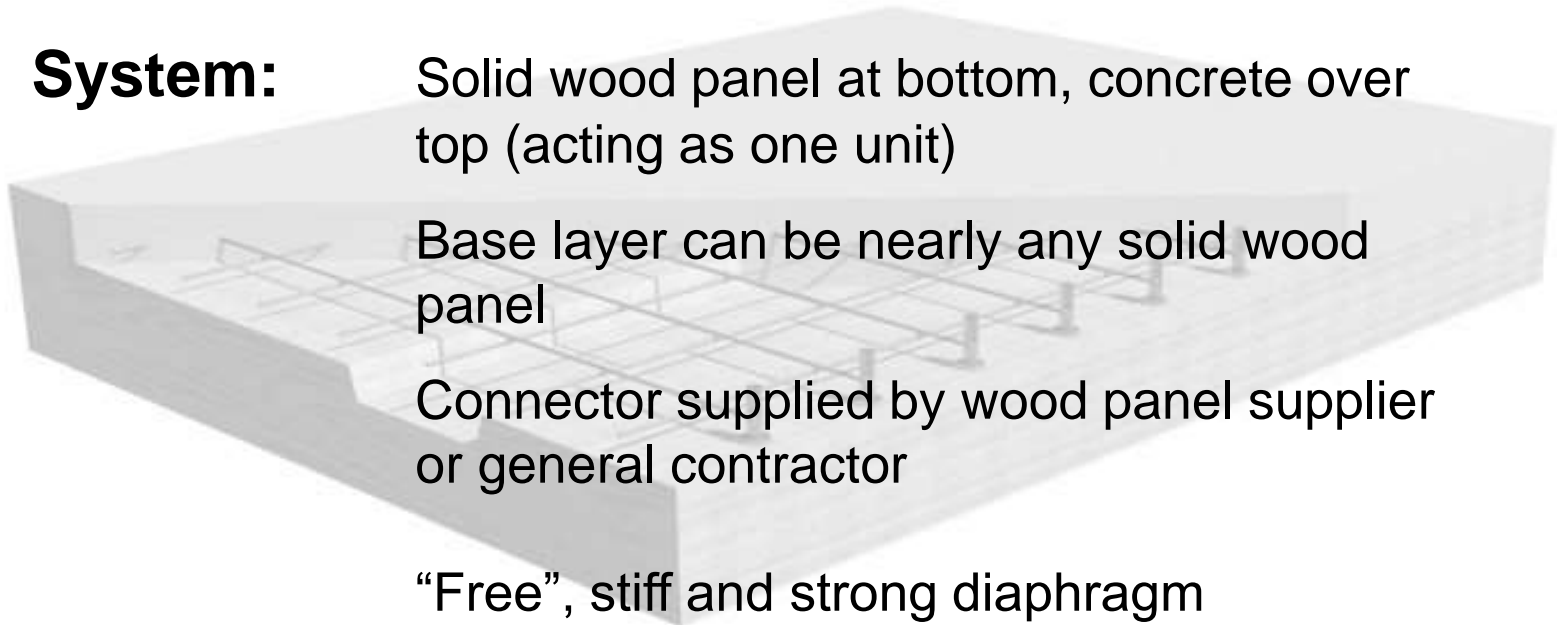 System: Solid wood panel at bottom, concrete over
top (acting as one unit)
Base layer can be nearly any solid wood
panel
Connector supplied by wood panel supplier
or general contractor
“Free”, stiff and strong diaphragm